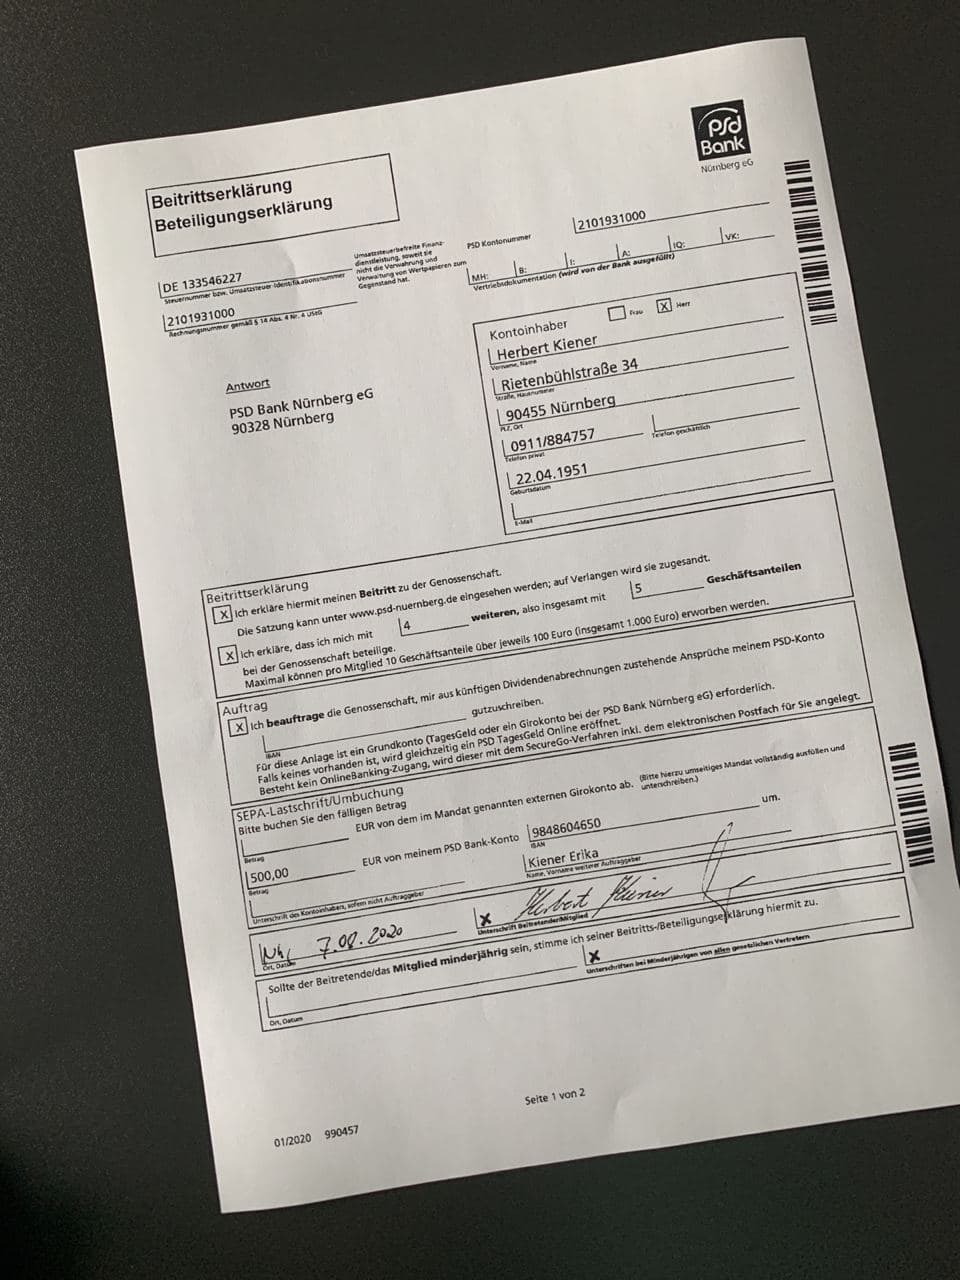 psd
Bank
Nürnberg eG
Beitrittserklärung
Beteiligungserklärung
DE 133546227
Steuernummer bzw. Umsatzsteuer-Identifikationsnummer
2101931000
Rechnungsnummer gemäß § 14 Abs. 4 Nr. 4 UStG
Umsatzsteuerbefreite Finanz-
dienstleistung, soweit sie
nicht die Verwahrung und
Verwaltung von Wertpapieren zum
Gegenstand hat.
PSD Kontonummer
2101931000
MH: B: I: A: IQ: VK:
Vertriebsdokumentation (wird von der Bank ausgefüllt)
Antwort
PSD Bank Nürnberg eG
90328 Nürnberg
Kontoinhaber Frau X Herr
Herbert Kiener
Vorname, Name
Rietenbühlstraße 34
Straße, Hausnummer
90455 Nürnberg
PLZ, Ort
0911/884757
Telefon privat Telefon geschäftlich
22.04.1951
Geburtsdatum
E-Mail
Beitrittserklärung
X Ich erkläre hiermit meinen Beitritt zu der Genossenschaft.
Die Satzung kann unter www.psd-nuernberg.de eingesehen werden; auf Verlangen wird sie zugesandt.
X Ich erkläre, dass ich mich mit 4 weiteren, also insgesamt mit 5 Geschäftsanteilen
bei der Genossenschaft beteilige.
Maximal können pro Mitglied 10 Geschäftsanteile über jeweils 100 Euro (insgesamt 1.000 Euro) erworben werden.
Auftrag
X Ich beauftrage die Genossenschaft, mir aus künftigen Dividendenabrechnungen zustehende Ansprüche meinem PSD-Konto
gutzuschreiben.
IBAN
Für diese Anlage ist ein Grundkonto (TagesGeld oder ein Girokonto bei der PSD Bank Nürnberg eG) erforderlich.
Falls keines vorhanden ist, wird gleichzeitig ein PSD TagesGeld Online eröffnet.
Besteht kein OnlineBanking-Zugang, wird dieser mit dem SecureGo-Verfahren inkl. dem elektronischen Postfach für Sie angelegt.
SEPA-Lastschrift/Umbuchung
Bitte buchen Sie den fälligen Betrag
EUR von dem im Mandat genannten externen Girokonto ab. (Bitte hierzu umseitiges Mandat vollständig ausfüllen und
unterschreiben.)
Betrag
500,00 EUR von meinem PSD Bank-Konto 9848604650 um.
Betrag IBAN
Kiener Erika
Unterschrift des Kontoinhabers, sofern nicht Auftraggeber Name, Vorname weiterer Auftraggeber
7.08.2020 X Herbert Kiener
Ort, Datum Unterschrift Beitretender/Mitglied
Sollte der Beitretende/das Mitglied minderjährig sein, stimme ich seiner Beitritts-/Beteiligungserklärung hiermit zu.
X
Ort, Datum Unterschriften bei Minderjährigen von allen gesetzlichen Vertretern
Seite 1 von 2
01/2020 990457